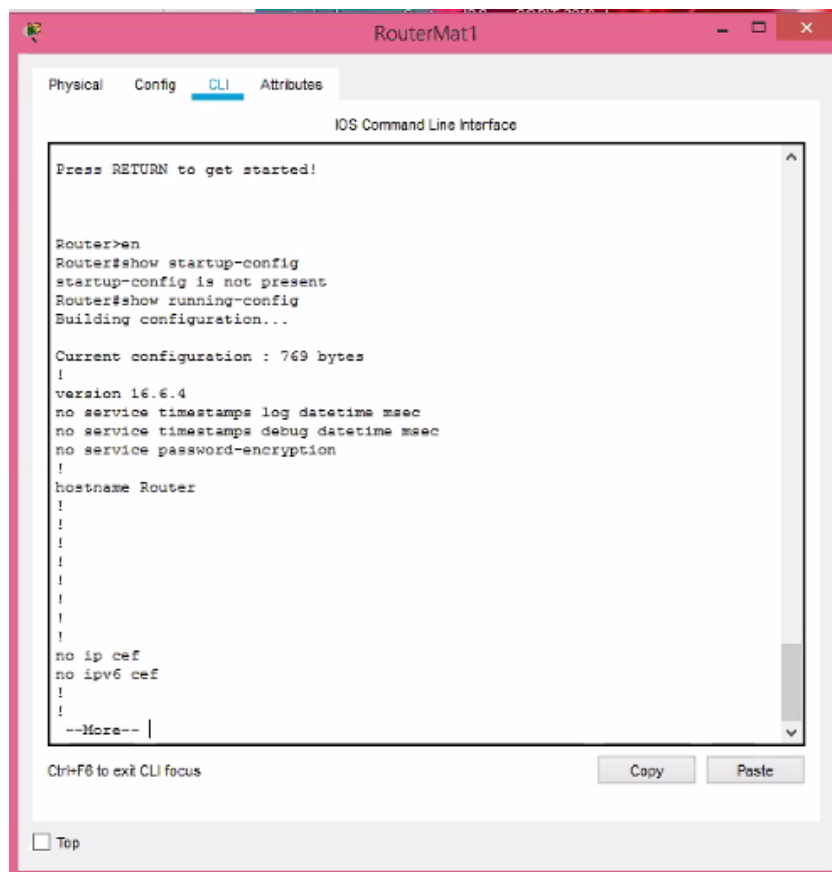 RouterMat1
Physical Config CLI Attributes
IOS Command Line Interface
Press RETURN to get started!
Router>en
Router#show startup-config
startup-config is not present
Router#show running-config
Building configuration...
Current configuration : 769 bytes
!
version 16.6.4
no service timestamps log datetime msec
no service timestamps debug datetime msec
no service password-encryption
!
hostname Router
!
!
!
!
!
!
!
!
no ip cef
no ipv6 cef
!
!
--More--
Ctrl+F6 to exit CLI focus
Copy Paste
Top